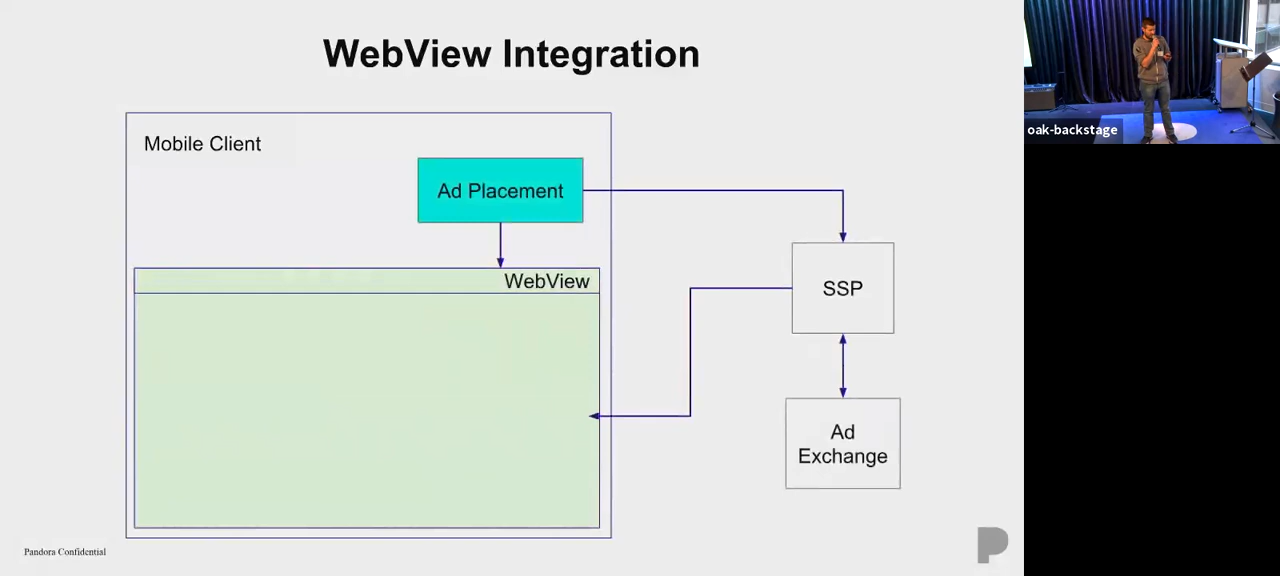 WebView Integration
Mobile Client
Ad Placement
WebView
SSP
Ad
Exchange
Pandora Confidential
oak-backstage